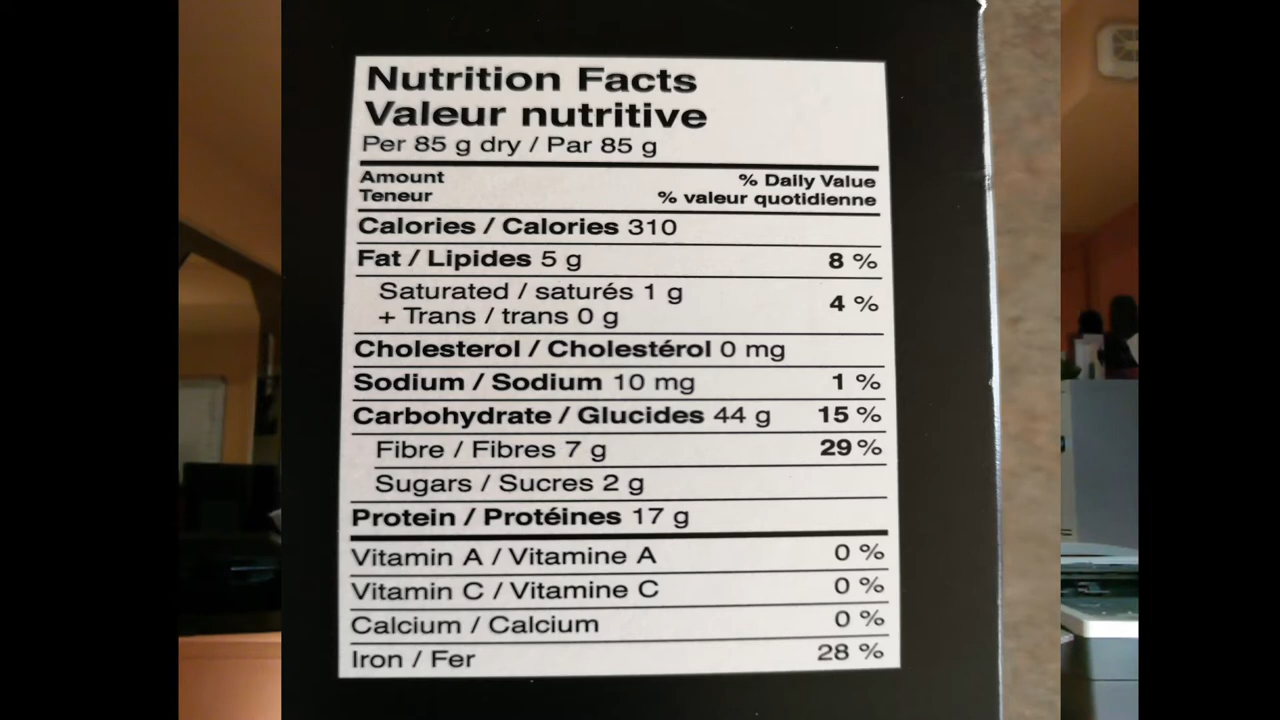 Nutrition Facts
Valeur nutritive
Per 85 g dry / Par 85 g
Amount
Teneur
% Daily Value
% valeur quotidienne
Calories / Calories 310
Fat / Lipides 5 g 8 %
Saturated / saturés 1 g
+ Trans / trans 0 g 4 %
Cholesterol / Cholestérol 0 mg
Sodium / Sodium 10 mg 1 %
Carbohydrate / Glucides 44 g 15 %
Fibre / Fibres 7 g 29 %
Sugars / Sucres 2 g
Protein / Protéines 17 g
Vitamin A / Vitamine A 0 %
Vitamin C / Vitamine C 0 %
Calcium / Calcium 0 %
Iron / Fer 28 %